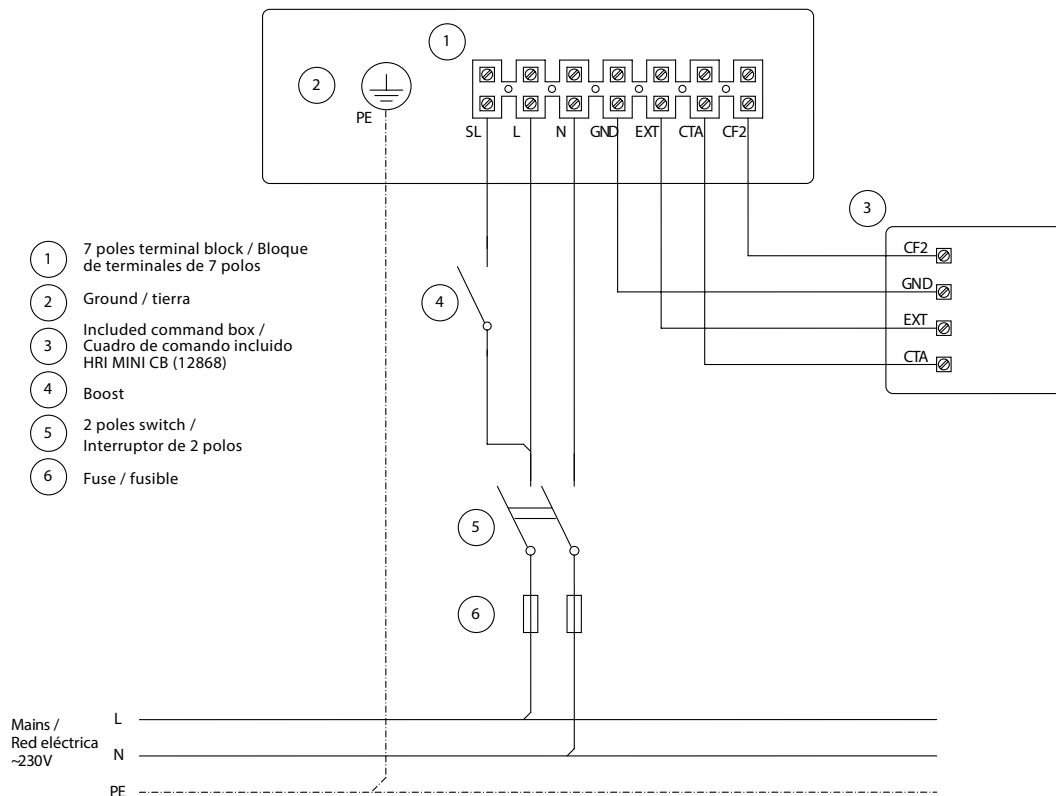 1
2
PE
SL L N GND EXT CTA CF2
3
CF2
GND
EXT
CTA
1 7 poles terminal block / Bloque
de terminales de 7 polos
2 Ground / tierra
3 Included command box /
Cuadro de comando incluido
HRI MINI CB (12868)
4 Boost
5 2 poles switch /
Interruptor de 2 polos
6 Fuse / fusible
4
5
6
Mains /
Red eléctrica
~230V
L
N
PE